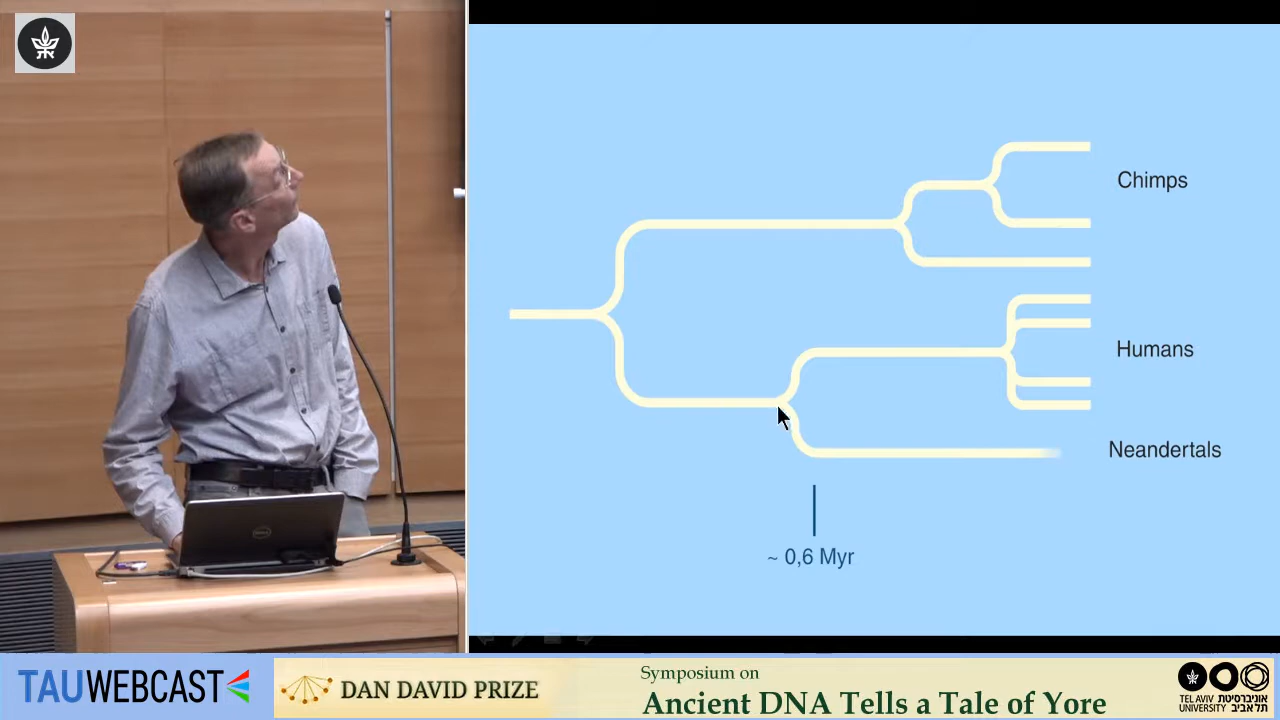 Chimps
Humans
Neandertals
~ 0,6 Myr
TAUWEBCAST
DAN DAVID PRIZE
Symposium on
Ancient DNA Tells a Tale of Yore
TEL AVIV אוניברסיטת
UNIVERSITY תל אביב